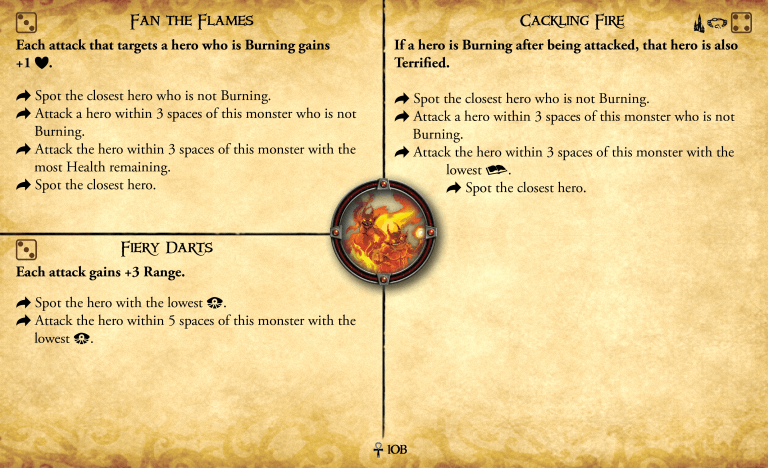 FAN THE FLAMES
Each attack that targets a hero who is Burning gains
+1 ♥.
Spot the closest hero who is not Burning.
Attack a hero within 3 spaces of this monster who is not
Burning.
Attack the hero within 3 spaces of this monster with the
most Health remaining.
Spot the closest hero.
FIERY DARTS
Each attack gains +3 Range.
Spot the hero with the lowest .
Attack the hero within 5 spaces of this monster with the
lowest .
CACKLING FIRE
If a hero is Burning after being attacked, that hero is also
Terrified.
Spot the closest hero who is not Burning.
Attack a hero within 3 spaces of this monster who is not
Burning.
Attack the hero within 3 spaces of this monster with the
lowest .
Spot the closest hero.
10B